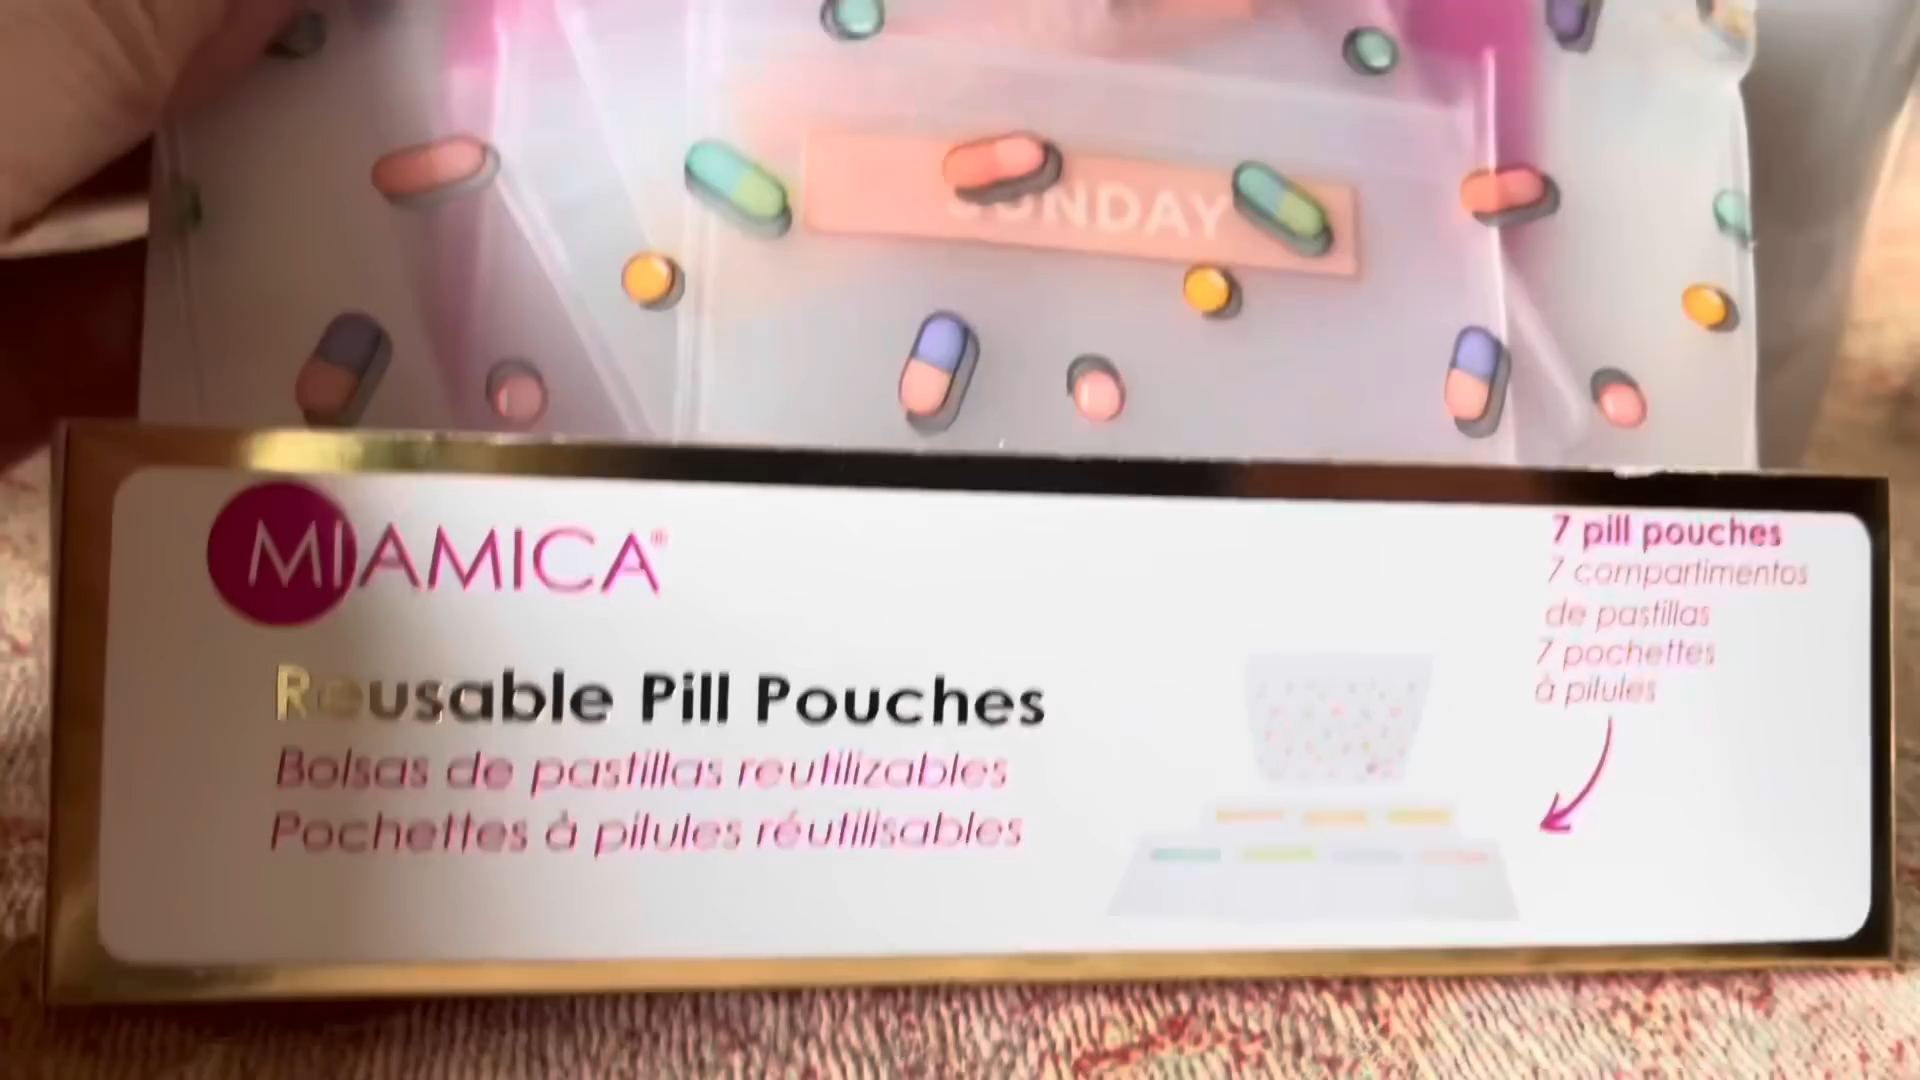 SUNDAY
MIAMICA®
Reusable Pill Pouches
Bolsas de pastillas reutilizables
Pochettes à pilules réutilisables
7 pill pouches
7 compartimentos
de pastillas
7 pochettes
à pilules